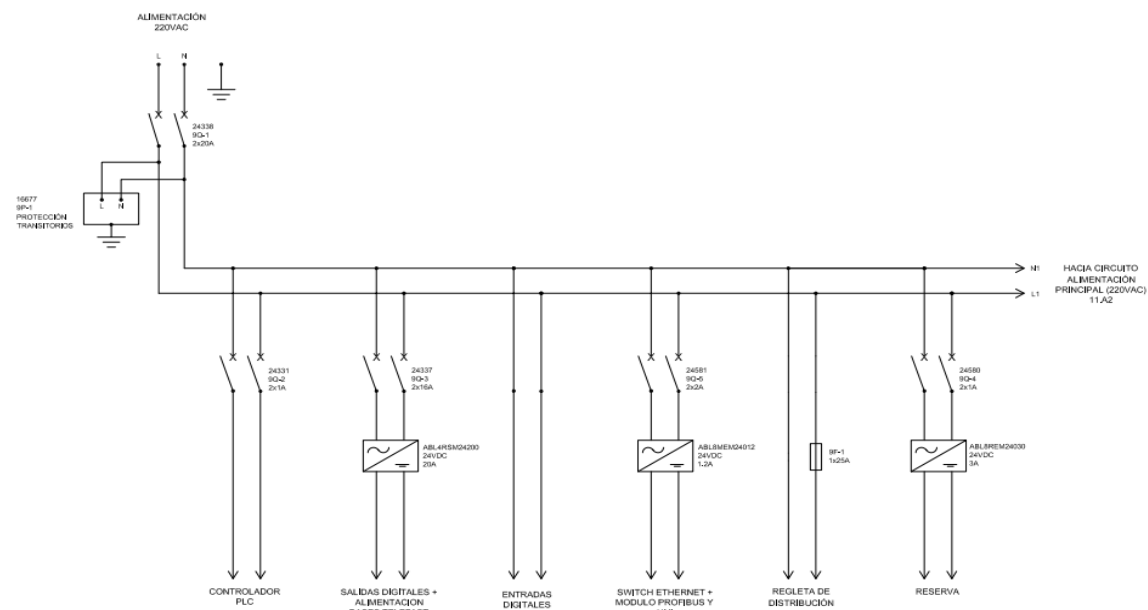 ALIMENTACIÓN
220VAC
L N
24338
9Q-1
2x20A
16677
9P-1
PROTECCIÓN
TRANSITORIOS
L N
N1
L1
HACIA CIRCUITO
ALIMENTACIÓN
PRINCIPAL (220VAC)
11.A2
24331
9Q-2
2x1A
24337
9Q-3
2x16A
24581
9Q-5
2x2A
24580
9Q-4
2x1A
ABL4RSM24200
24VDC
20A
ABL8MEM24012
24VDC
1.2A
9F-1
1x25A
ABL8REM24030
24VDC
3A
CONTROLADOR
PLC
SALIDAS DIGITALES +
ALIMENTACION
ENTRADAS
DIGITALES
SWITCH ETHERNET +
MODULO PROFIBUS Y
REGLETA DE
DISTRIBUCIÓN
RESERVA